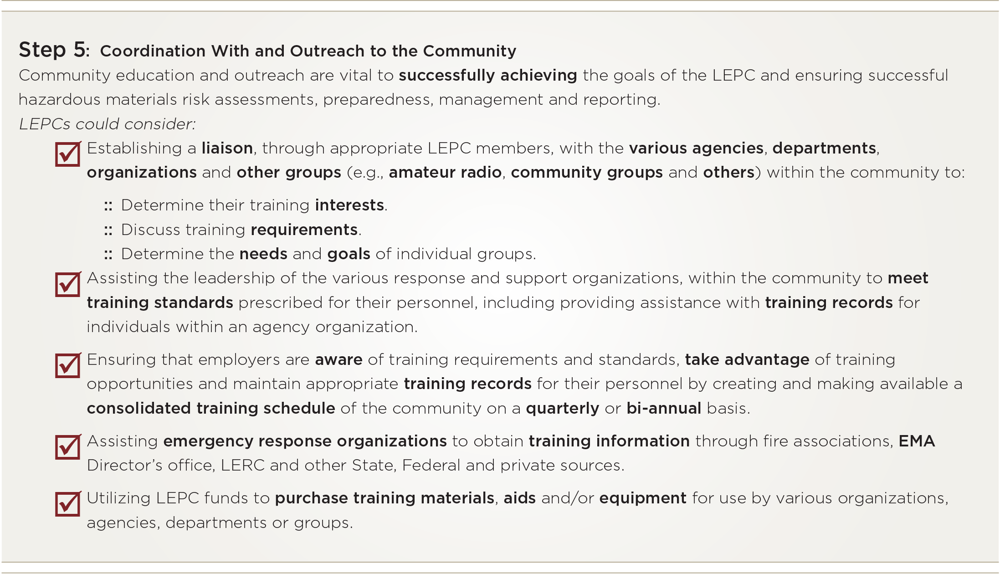 Step 5: Coordination With and Outreach to the Community
Community education and outreach are vital to successfully achieving the goals of the LEPC and ensuring successful
hazardous materials risk assessments, preparedness, management and reporting.
LEPCs could consider:
Establishing a liaison, through appropriate LEPC members, with the various agencies, departments,
organizations and other groups (e.g., amateur radio, community groups and others) within the community to:
:: Determine their training interests.
:: Discuss training requirements.
:: Determine the needs and goals of individual groups.
Assisting the leadership of the various response and support organizations, within the community to meet
training standards prescribed for their personnel, including providing assistance with training records for
individuals within an agency organization.
Ensuring that employers are aware of training requirements and standards, take advantage of training
opportunities and maintain appropriate training records for their personnel by creating and making available a
consolidated training schedule of the community on a quarterly or bi-annual basis.
Assisting emergency response organizations to obtain training information through fire associations, EMA
Director’s office, LERC and other State, Federal and private sources.
Utilizing LEPC funds to purchase training materials, aids and/or equipment for use by various organizations,
agencies, departments or groups.